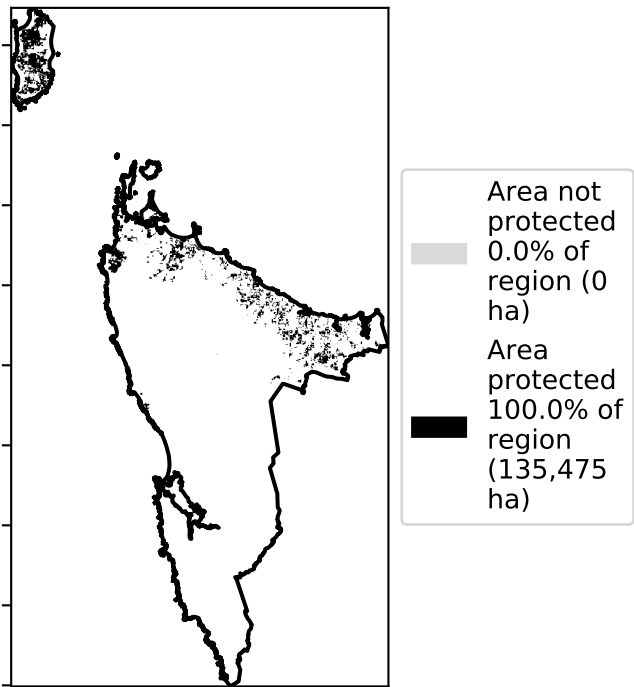 Area not
protected
0.0% of
region (0
ha)
Area
protected
100.0% of
region
(135,475
ha)